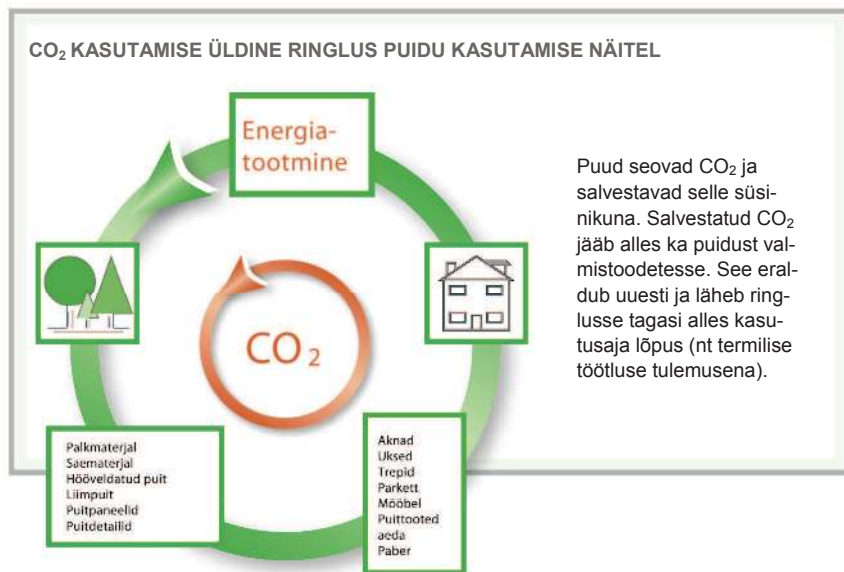 CO₂ KASUTAMISE ÜLDINE RINGLUS PUIDU KASUTAMISE NÄITEL
Energia-
tootmine
Puud seovad CO₂ ja
salvestavad selle süsi-
nikuna. Salvestatud CO₂
jääb alles ka puidust val-
mistoodetesse. See eral-
dub uuesti ja läheb ring-
lusse tagasi alles kasu-
tusaja lõpus (nt termilise
töötluse tulemusena).
CO₂
Palkmaterjal
Saematerjal
Hööveldatud puit
Liimpuit
Puitpaneelid
Puitdetailid
Aknad
Uksed
Trepid
Parkett
Mööbel
Puittooted
aeda
Paber